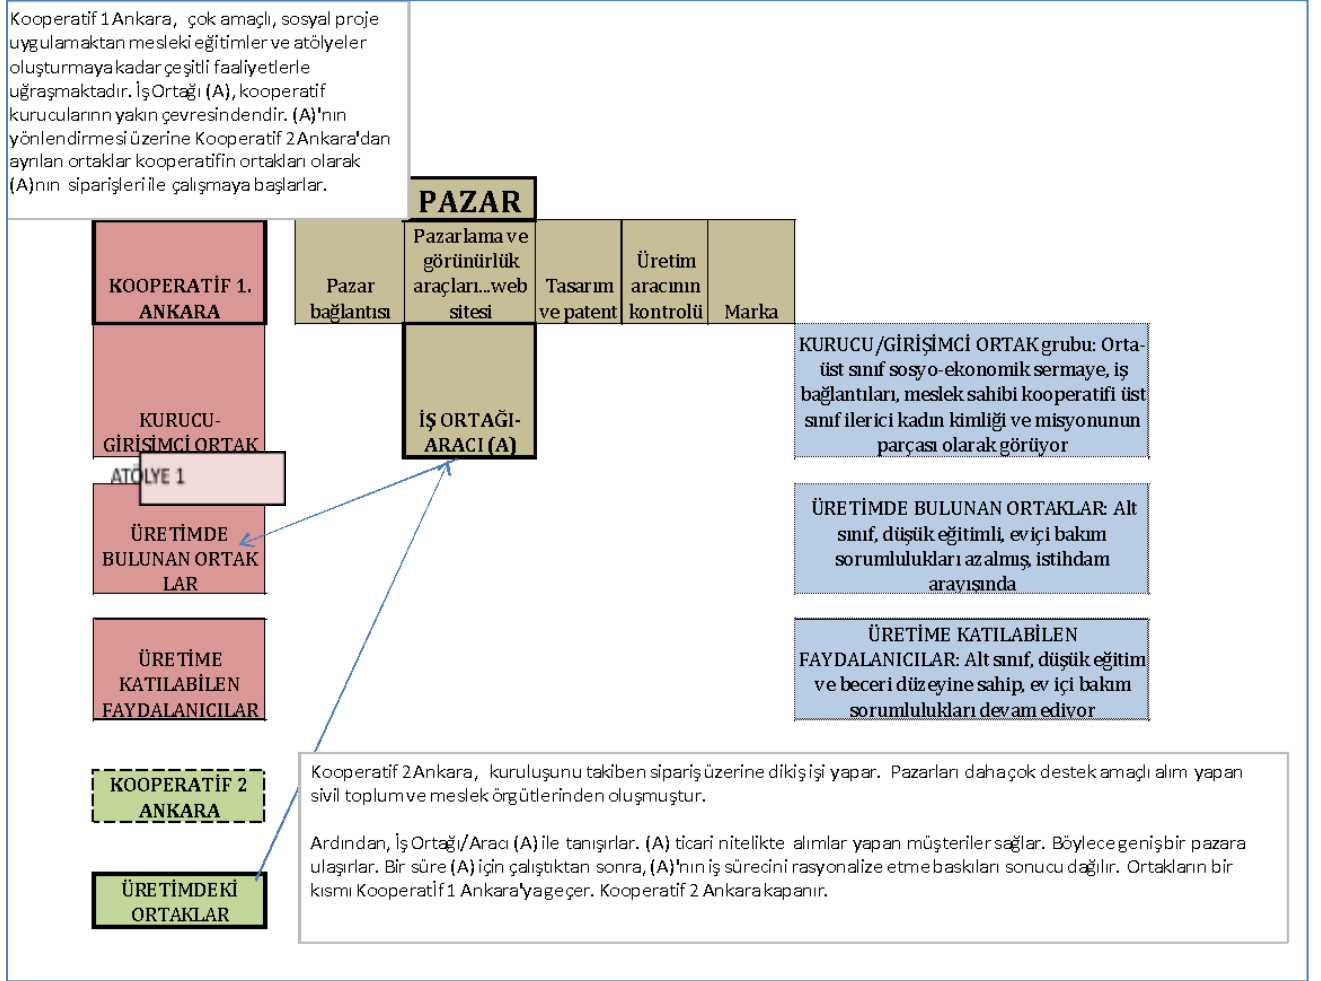 Kooperatif 1 Ankara, çok amaçlı, sosyal proje
uygulamaktan mesleki eğitimler ve atölyeler
oluşturmaya kadar çeşitli faaliyetlerle
uğraşmaktadır. İş Ortağı (A), kooperatif
kurucularınn yakın çevresindendir. (A)'nın
yönlendirmesi üzerine Kooperatif 2 Ankara'dan
ayrılan ortaklar kooperatifin ortakları olarak
(A)nın siparişleri ile çalışmaya başlarlar.
PAZAR
KOOPERATİF 1.
ANKARA
Pazar
bağlantısı
Pazarlama ve
görünürlük
araçları...web
sitesi
Tasarım
ve patent
Üretim
aracının
kontrolü
Marka
KURUCU-
GİRİŞİMCİ ORTAK
İŞ ORTAĞI-
ARACI (A)
KURUCU/GİRİŞİMCİ ORTAK grubu: Orta-
üst sınıf sosyo-ekonomik sermaye, iş
bağlantıları, meslek sahibi kooperatifi üst
sınıf ilerici kadın kimliği ve misyonunun
parçası olarak görüyor
ATÖLYE 1
ÜRETİMDE
BULUNAN ORTAK
LAR
ÜRETİMDE BULUNAN ORTAKLAR: Alt
sınıf, düşük eğitimli, eviçi bakım
sorumlulukları azalmış, istihdam
arayışında
ÜRETİME
KATILABİLEN
FAYDALANICILAR
ÜRETİME KATILABİLEN
FAYDALANICILAR: Alt sınıf, düşük eğitim
ve beceri düzeyine sahip, ev içi bakım
sorumlulukları devam ediyor
KOOPERATİF 2
ANKARA
Kooperatif 2 Ankara, kuruluşunu takiben sipariş üzerine dikiş işi yapar. Pazarları daha çok destek amaçlı alım yapan
sivil toplum ve meslek örgütlerinden oluşmuştur.
Ardından, İş Ortağı/Aracı (A) ile tanışırlar. (A) ticari nitelikte alımlar yapan müşteriler sağlar. Böylece geniş bir pazara
ulaşırlar. Bir süre (A) için çalıştıktan sonra, (A)'nın iş sürecini rasyonalize etme baskıları sonucu dağılır. Ortakların bir
kısmı Kooperatİf 1 Ankara'ya geçer. Kooperatif 2 Ankara kapanır.
ÜRETİMDEKİ
ORTAKLAR